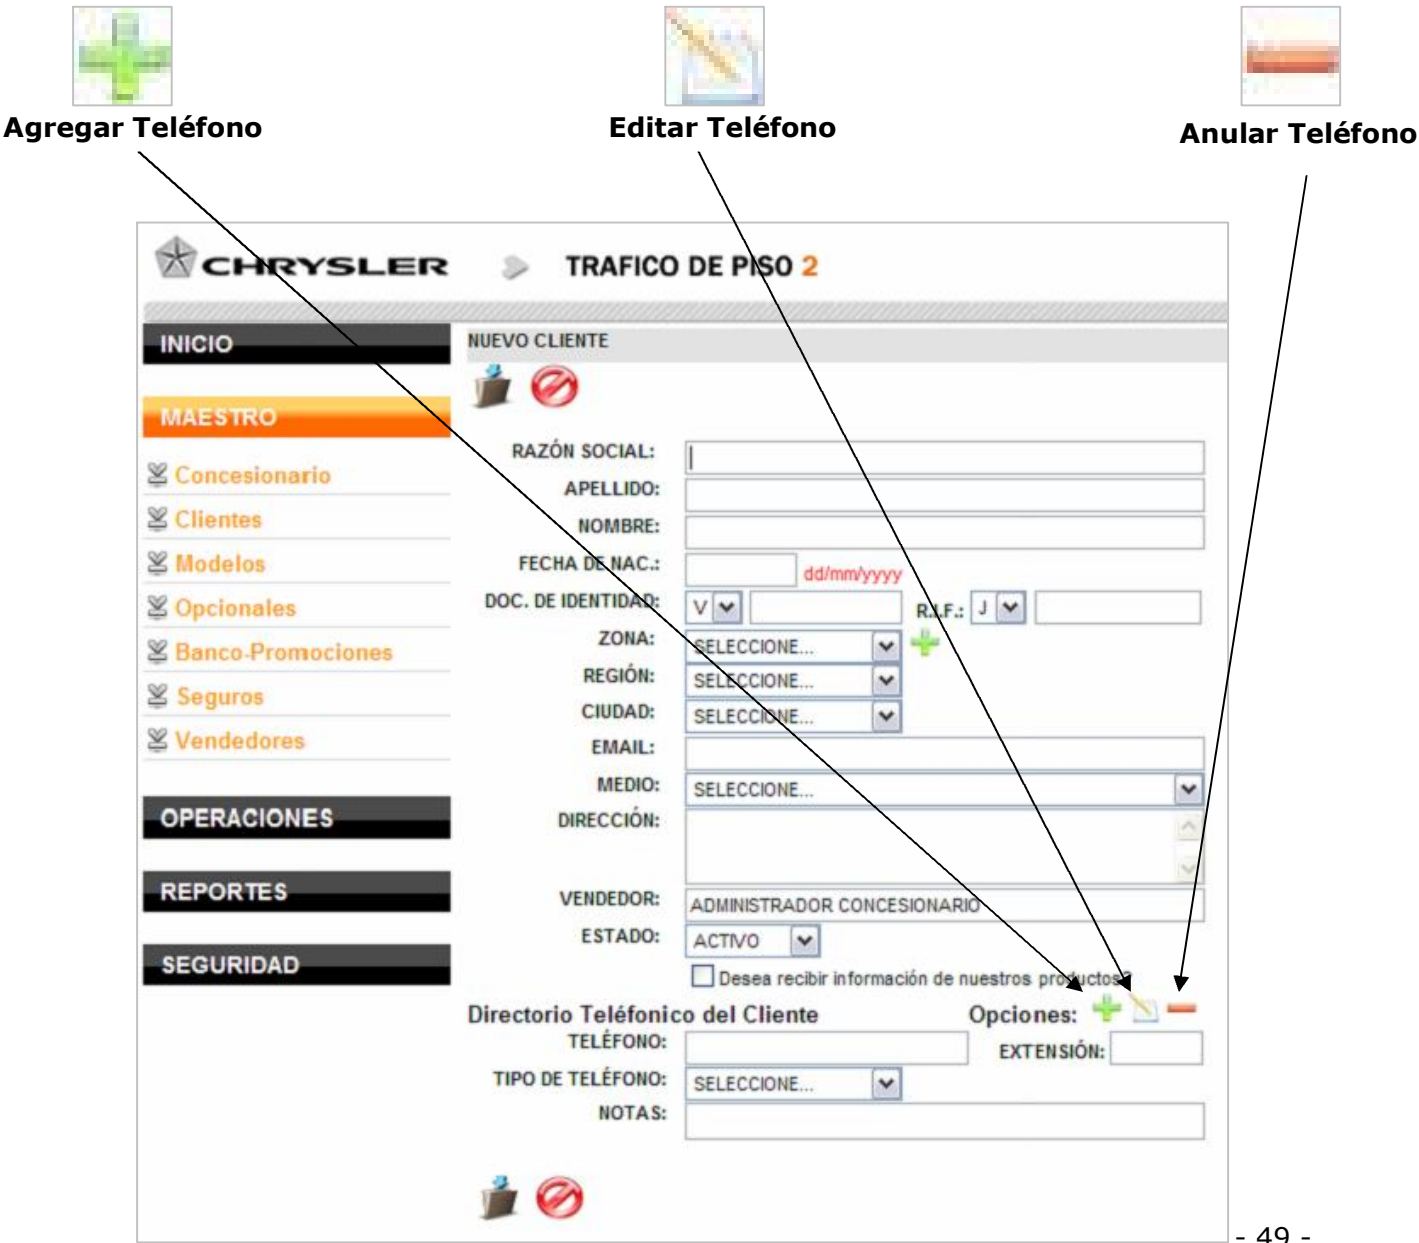 Agregar Teléfono
Editar Teléfono
Anular Teléfono
CHRYSLER
TRAFICO DE PISO 2
INICIO
NUEVO CLIENTE
MAESTRO
Concesionario
Clientes
Modelos
Opcionales
Banco-Promociones
Seguros
Vendedores
OPERACIONES
REPORTES
SEGURIDAD
RAZÓN SOCIAL:
APELLIDO:
NOMBRE:
FECHA DE NAC.: dd/mm/yyyy
DOC. DE IDENTIDAD: V R.I.F.: J
ZONA: SELECCIONE...
REGIÓN: SELECCIONE...
CIUDAD: SELECCIONE...
EMAIL:
MEDIO: SELECCIONE...
DIRECCIÓN:
VENDEDOR: ADMINISTRADOR CONCESIONARIO
ESTADO: ACTIVO
Desea recibir información de nuestros productos?
Directorio Teléfonico del Cliente Opciones:
TELÉFONO: EXTENSIÓN:
TIPO DE TELÉFONO: SELECCIONE...
NOTAS:
- 49 -